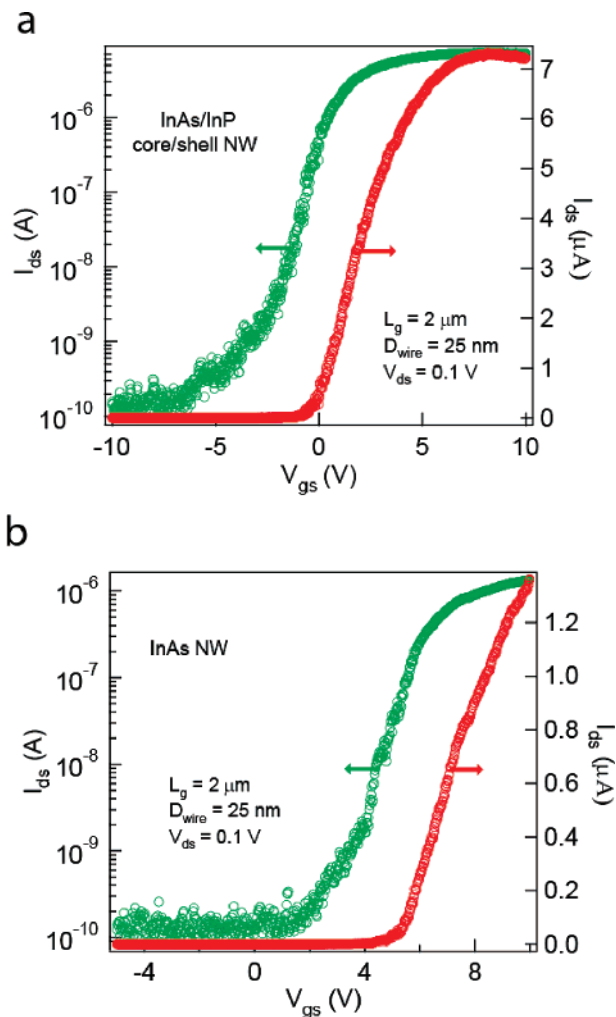 a
InAs/InP
core/shell NW
L_g = 2 μm
D_wire = 25 nm
V_ds = 0.1 V
I_ds (A)
10^-6
10^-7
10^-8
10^-9
10^-10
I_ds (μA)
7
6
5
4
3
2
1
0
-10 -5 0 5 10
V_gs (V)
b
InAs NW
L_g = 2 μm
D_wire = 25 nm
V_ds = 0.1 V
I_ds (A)
10^-6
10^-7
10^-8
10^-9
10^-10
I_ds (μA)
1.2
1.0
0.8
0.6
0.4
0.2
0.0
-4 0 4 8
V_gs (V)